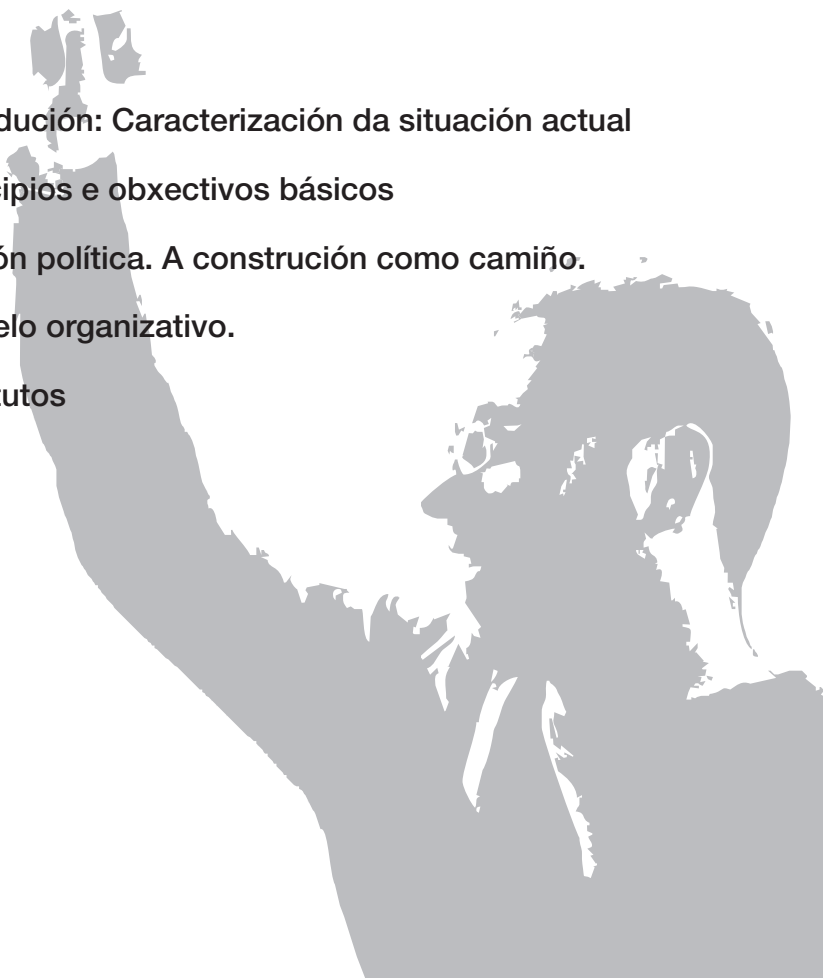 dución: Caracterización da situación actual
cipios e obxectivos básicos
ón política. A construción como camiño.
elo organizativo.
tutos